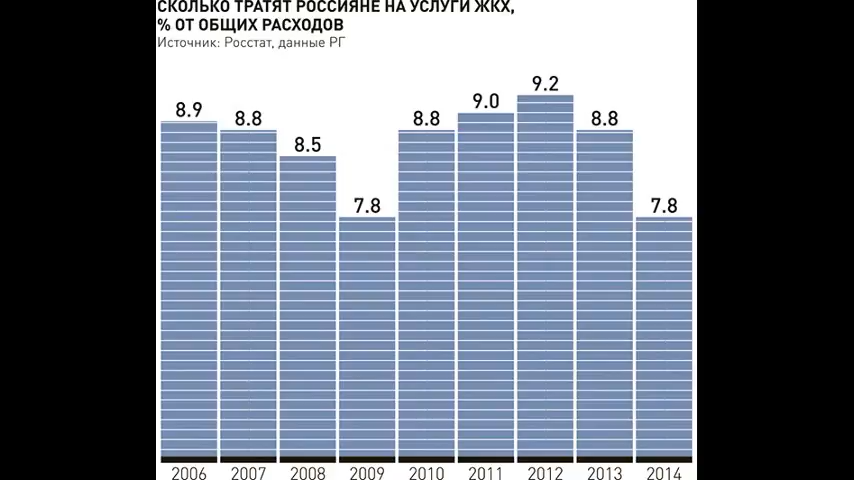 СКОЛЬКО ТРАТЯТ РОССИЯНЕ НА УСЛУГИ ЖКХ,
% ОТ ОБЩИХ РАСХОДОВ
Источник: Росстат, данные РГ
8.9 8.8 8.5 7.8 8.8 9.0 9.2 8.8 7.8
2006 2007 2008 2009 2010 2011 2012 2013 2014